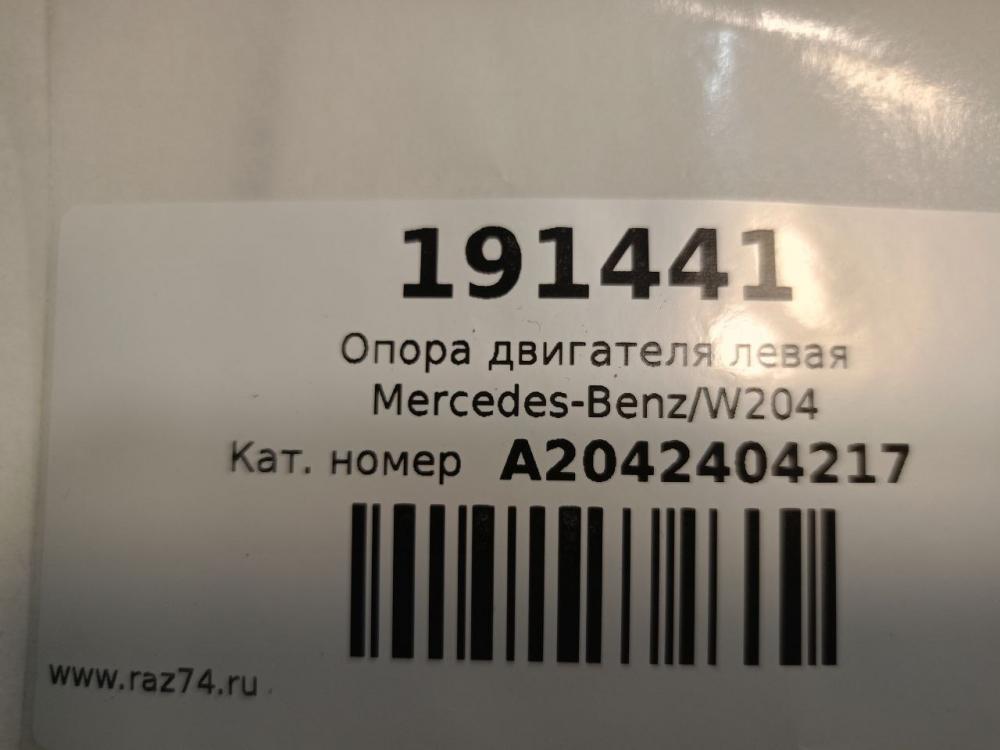 191441
Опора двигателя левая
Mercedes-Benz/W204
Кат. номер A2042404217
www.raz74.ru